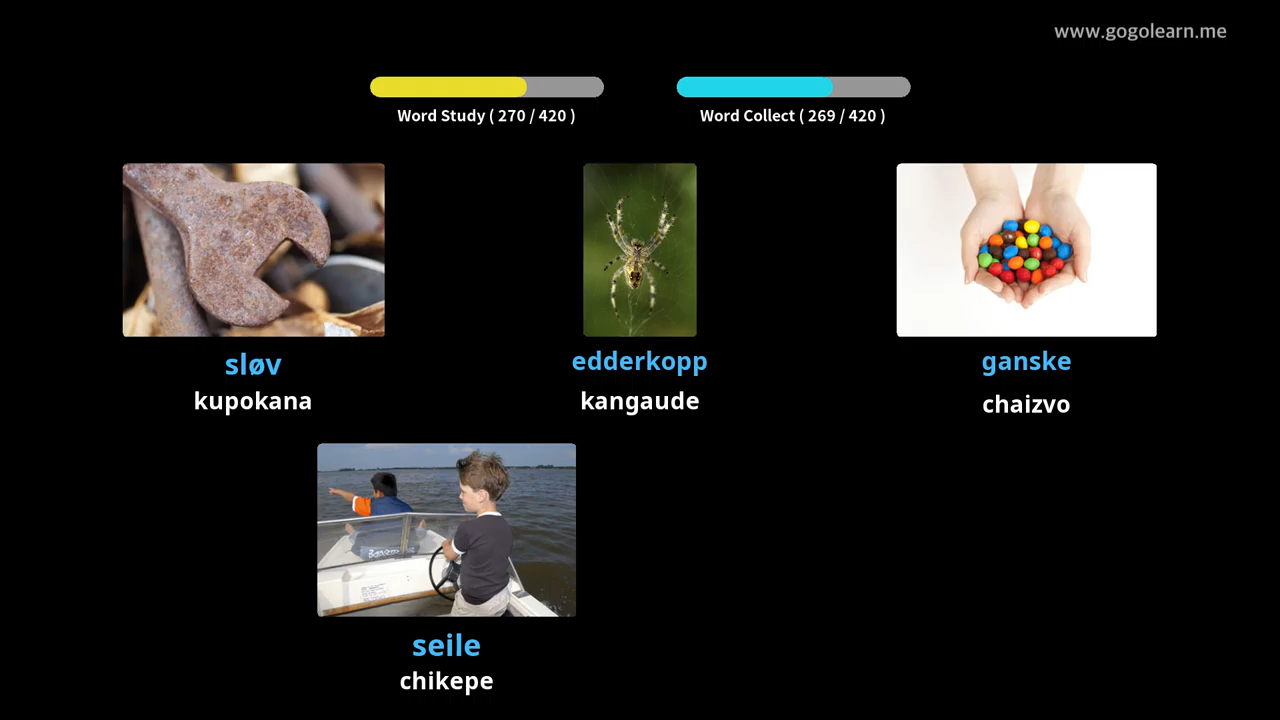 www.gogolearn.me
Word Study ( 270 / 420 )
Word Collect ( 269 / 420 )
sløv
kupokana
edderkopp
kangaude
ganske
chaizvo
seile
chikepe